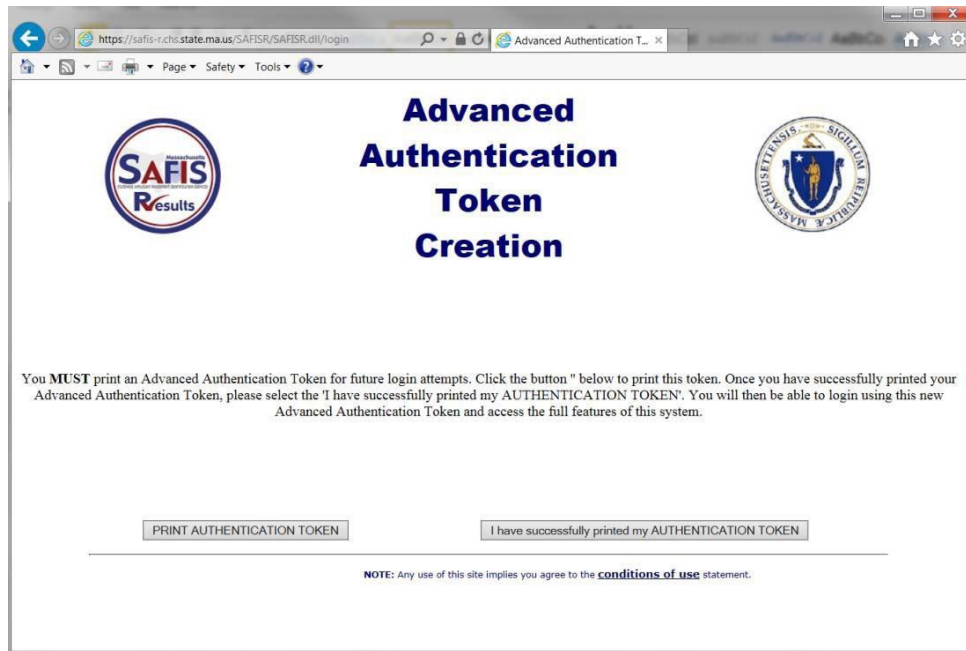 https://safis-r.chs.state.ma.us/SAFISR/SAFISR.dll/login
Advanced Authentication T...
Page Safety Tools
Advanced
Authentication
Token
Creation
Massachusetts
SAFIS
Results
SIGILLUM REIPUBLICÆ MASSACHUSETTENSIS
You MUST print an Advanced Authentication Token for future login attempts. Click the button '' below to print this token. Once you have successfully printed your
Advanced Authentication Token, please select the 'I have successfully printed my AUTHENTICATION TOKEN'. You will then be able to login using this new
Advanced Authentication Token and access the full features of this system.
PRINT AUTHENTICATION TOKEN
I have successfully printed my AUTHENTICATION TOKEN
NOTE: Any use of this site implies you agree to the conditions of use statement.